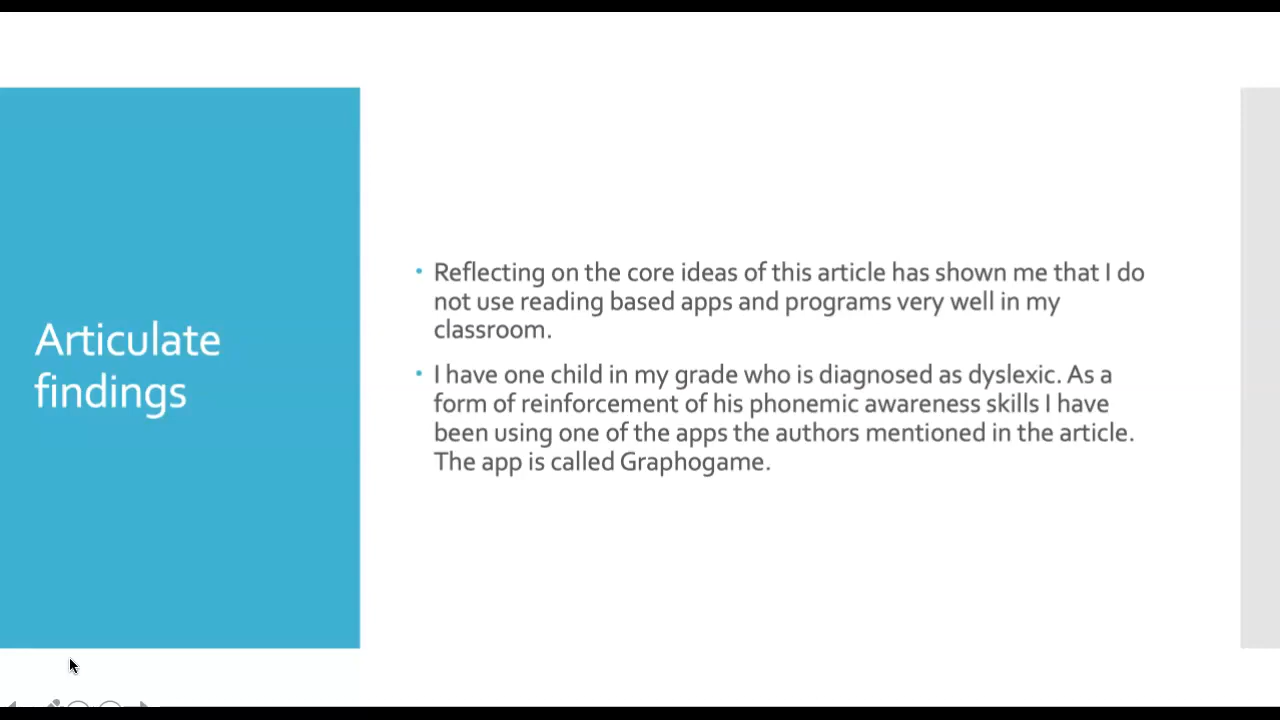 Articulate
findings
Reflecting on the core ideas of this article has shown me that I do
not use reading based apps and programs very well in my
classroom.
I have one child in my grade who is diagnosed as dyslexic. As a
form of reinforcement of his phonemic awareness skills I have
been using one of the apps the authors mentioned in the article.
The app is called Graphogame.